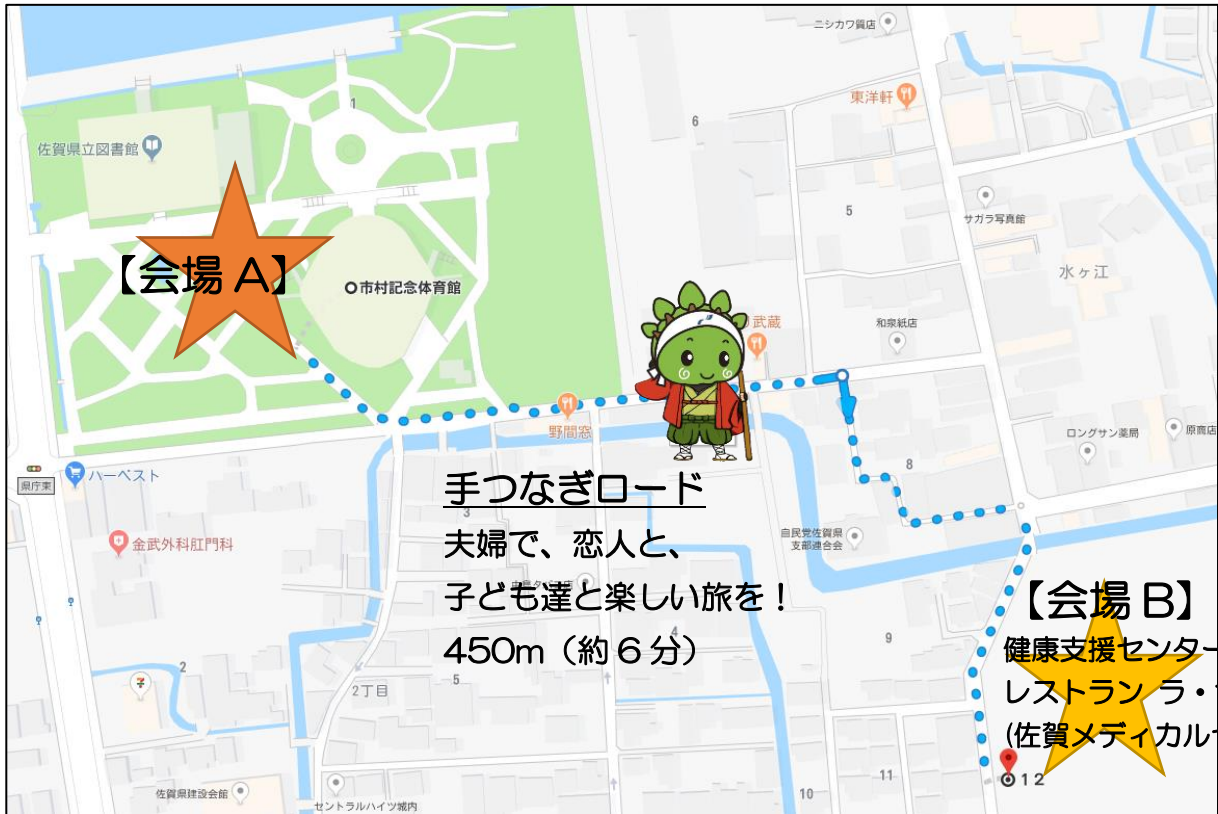 ニシカワ質店
東洋軒
1
6
佐賀県立図書館
5
サガラ写真館
水ヶ江
【会場 A】
市村記念体育館
武蔵
和泉紙店
野間窓
ロングサン薬局
原商店
県庁東
ハーベスト
8
手つなぎロード
3
金武外科肛門科
自民党佐賀県
支部連合会
夫婦で、恋人と、
子ども達と楽しい旅を！
【会場 B】
4
9
健康支援センター
450m（約６分）
2
5
2丁目
レストラン ラ・
(佐賀メディカル
11
12
10
佐賀県建設会館
セントラルハイツ城内